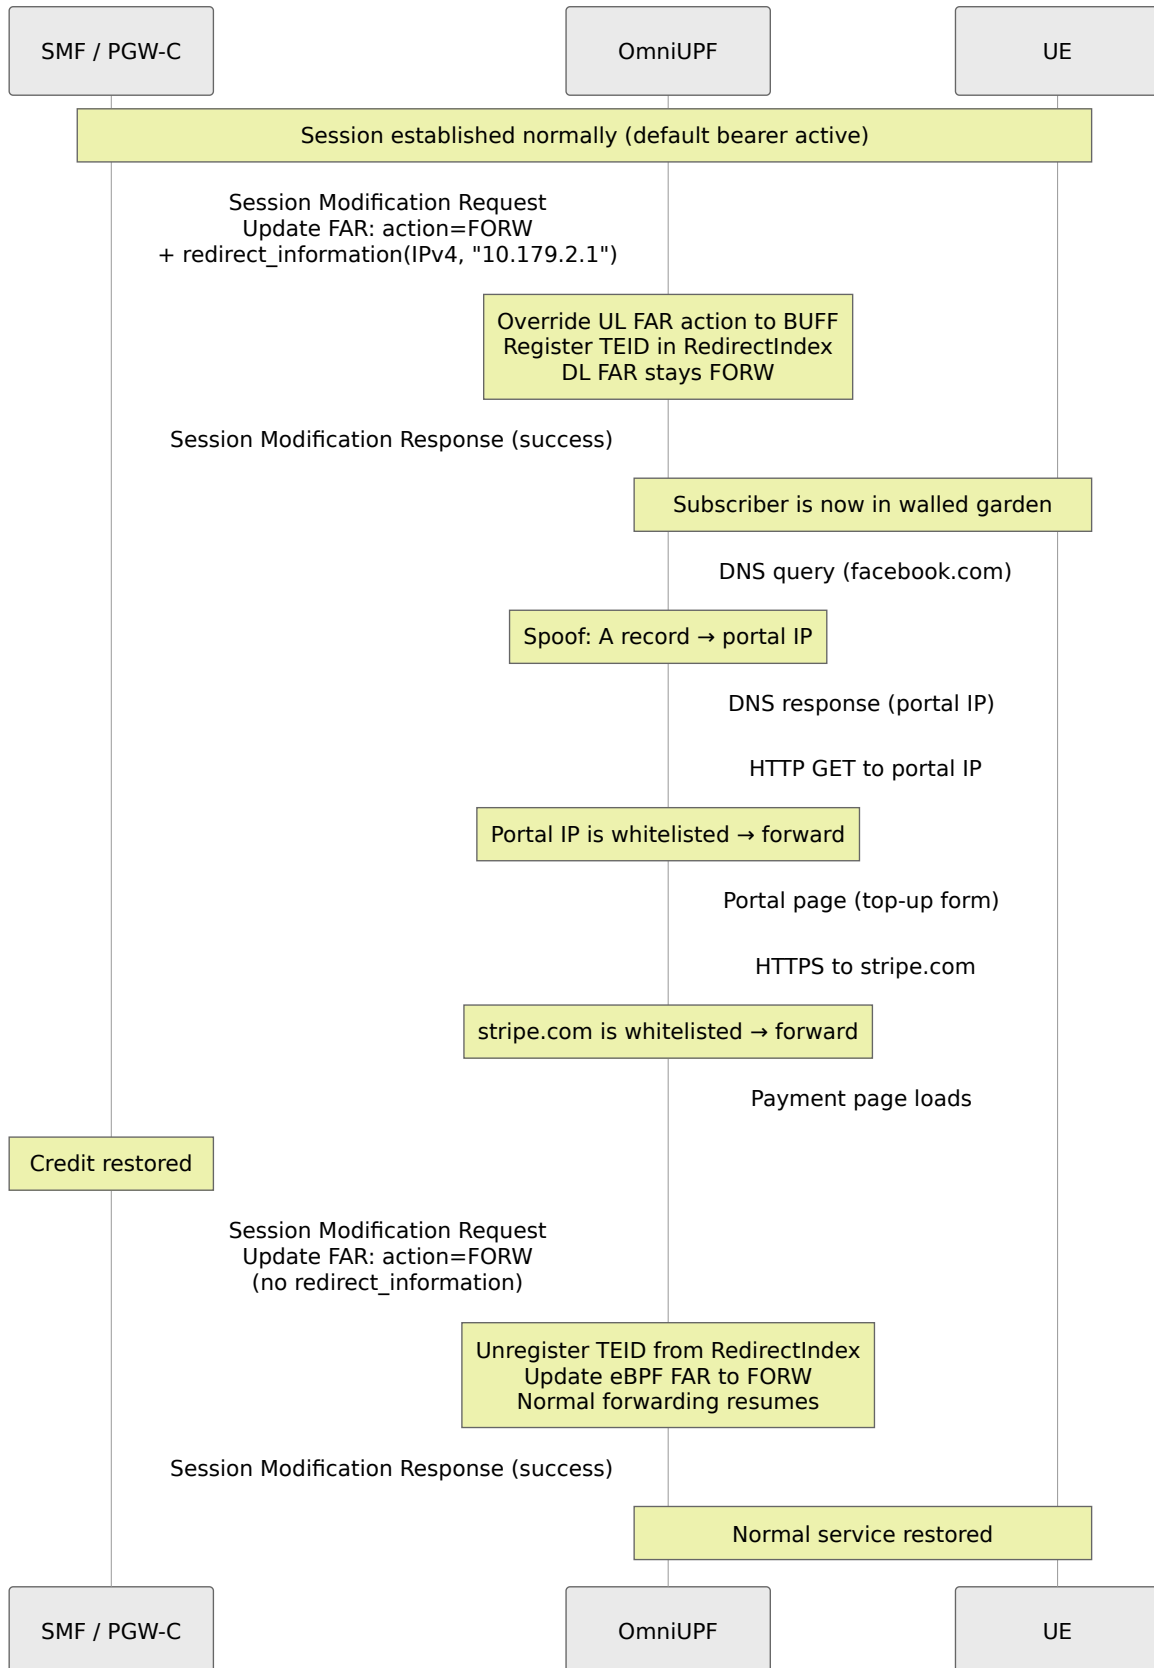 SMF / PGW-C
OmniUPF
UE
Session established normally (default bearer active)
Session Modification Request
Update FAR: action=FORW
+ redirect_information(IPv4, "10.179.2.1")
Override UL FAR action to BUFF
Register TEID in RedirectIndex
DL FAR stays FORW
Session Modification Response (success)
Subscriber is now in walled garden
DNS query (facebook.com)
Spoof: A record → portal IP
DNS response (portal IP)
HTTP GET to portal IP
Portal IP is whitelisted → forward
Portal page (top-up form)
HTTPS to stripe.com
stripe.com is whitelisted → forward
Payment page loads
Credit restored
Session Modification Request
Update FAR: action=FORW
(no redirect_information)
Unregister TEID from RedirectIndex
Update eBPF FAR to FORW
Normal forwarding resumes
Session Modification Response (success)
Normal service restored
SMF / PGW-C
OmniUPF
UE